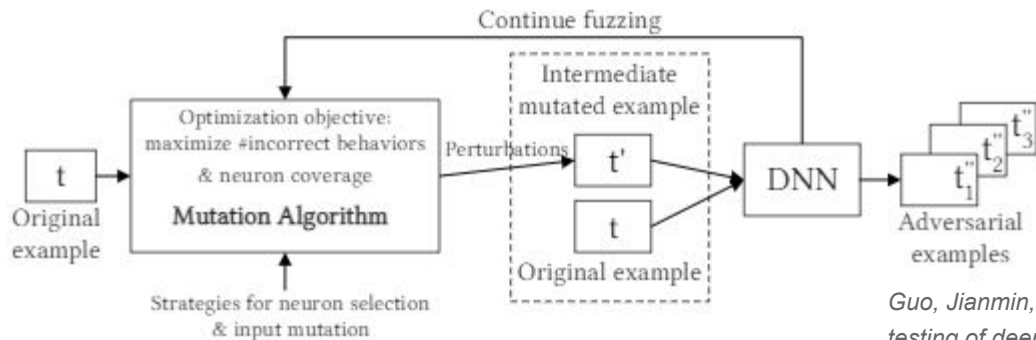 Continue fuzzing
Optimization objective:
maximize #incorrect behaviors
& neuron coverage
Mutation Algorithm
t
Original
example
Strategies for neuron selection
& input mutation
Perturbations
Intermediate
mutated example
t'
t
Original example
DNN
t''₁
t''₂
t''₃
Adversarial
examples
Guo, Jianmin,
testing of deep